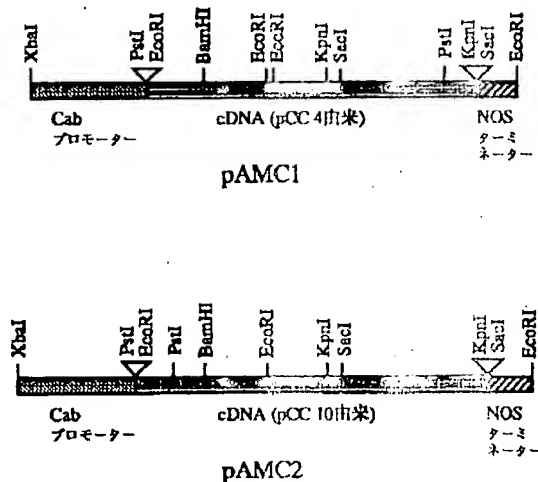 XbaI
PstI
EcoRI
BamHI
EcoRI
EcoRI
KpnI
SacI
PstI
KpnI
SacI
EcoRI
Cab
プロモーター
cDNA (pCC 4由来)
NOS
ターミ
ネーター
pAMC1
XbaI
PstI
EcoRI
PstI
BamHI
EcoRI
KpnI
SacI
KpnI
SacI
EcoRI
Cab
プロモーター
cDNA (pCC 10由来)
NOS
ターミ
ネーター
pAMC2